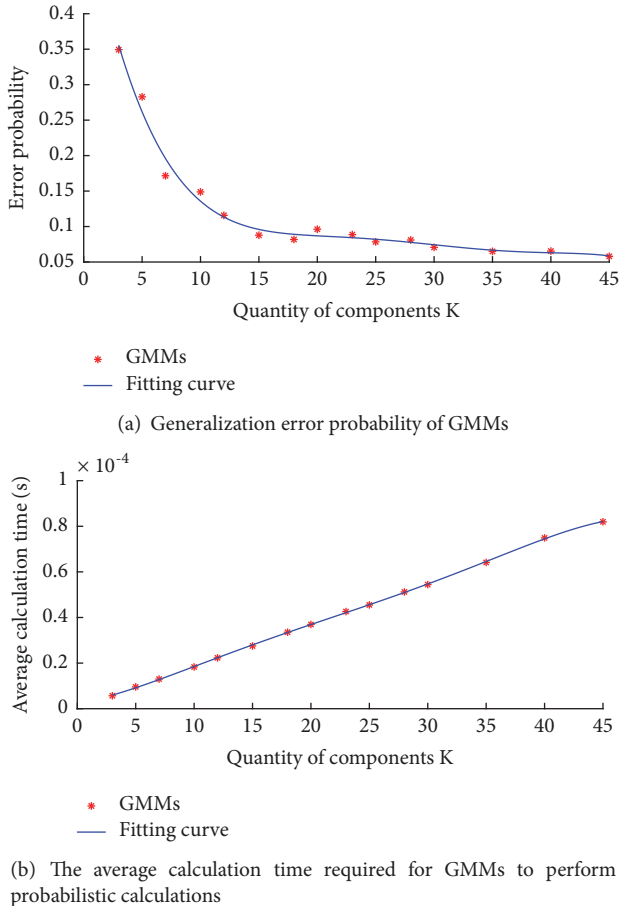 0.4
0.35
0.3
0.25
0.2
0.15
0.1
0.05
Error probability
0 5 10 15 20 25 30 35 40 45
Quantity of components K
GMMs
Fitting curve
(a) Generalization error probability of GMMs
× 10-4
1
0.8
0.6
0.4
0.2
0
Average calculation time (s)
0 5 10 15 20 25 30 35 40 45
Quantity of components K
GMMs
Fitting curve
(b) The average calculation time required for GMMs to perform
probabilistic calculations